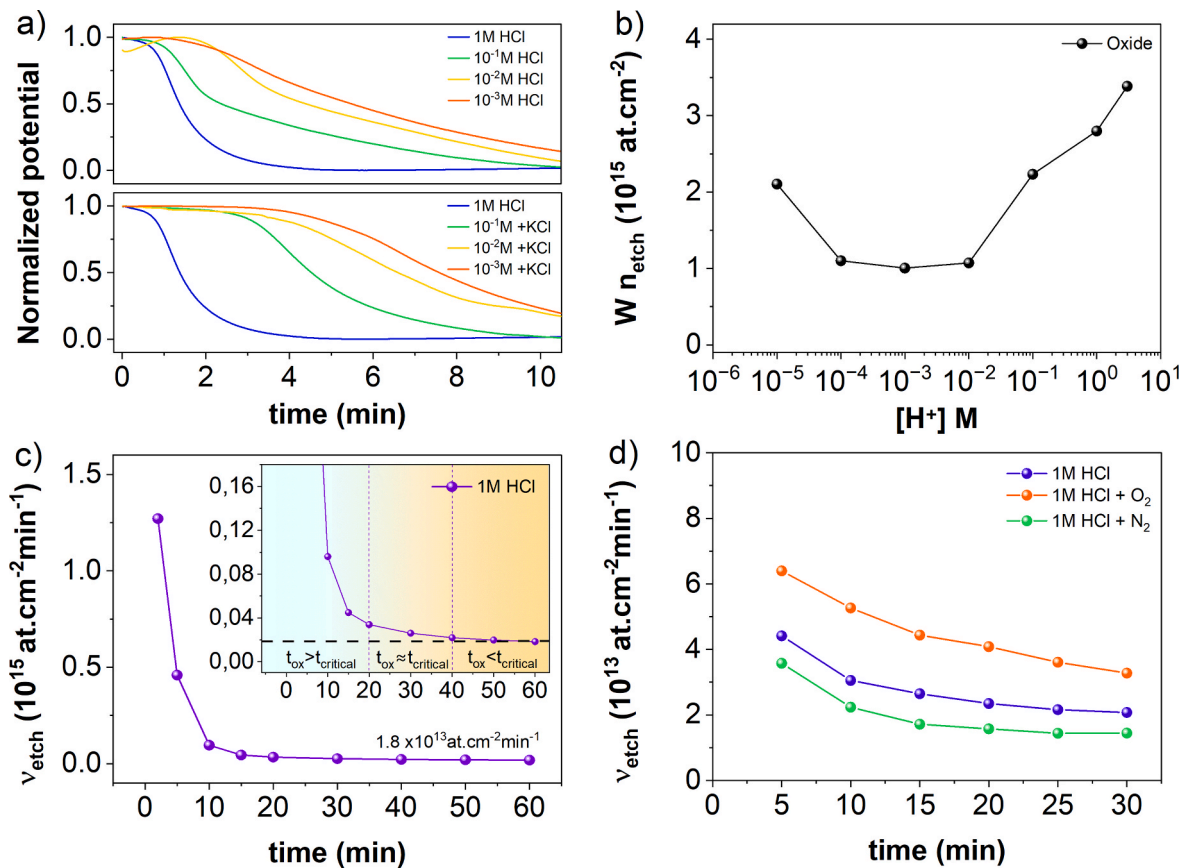 a)
1.0
0.5
0.0
1M HCl
10⁻¹M HCl
10⁻²M HCl
10⁻³M HCl
1.0
0.5
0.0
1M HCl
10⁻¹M +KCl
10⁻²M +KCl
10⁻³M +KCl
0 2 4 6 8 10
time (min)
Normalized potential
b)
4
3
2
1
0
Oxide
10⁻⁶ 10⁻⁵ 10⁻⁴ 10⁻³ 10⁻² 10⁻¹ 10⁰ 10¹
[H⁺] M
W n_etch (10¹⁵ at.cm⁻²)
c)
1.5
1.0
0.5
0.0
0,16
0,12
0,08
0,04
0,00
1M HCl
t_ox>t_critical t_ox≈t_critical t_ox<t_critical
0 10 20 30 40 50 60
1.8 x10¹³at.cm⁻²min⁻¹
0 10 20 30 40 50 60
time (min)
ν_etch (10¹⁵ at.cm⁻²min⁻¹)
d)
10
8
6
4
2
0
1M HCl
1M HCl + O₂
1M HCl + N₂
0 5 10 15 20 25 30
time (min)
ν_etch (10¹³ at.cm⁻²min⁻¹)